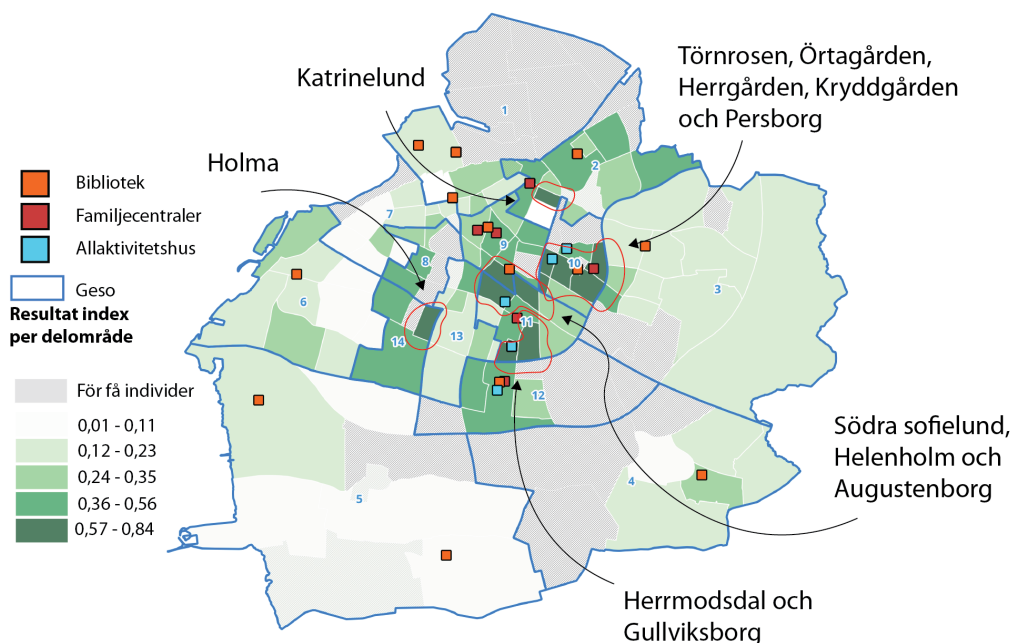 Törnrosen, Örtagården,
Herrgården, Kryddgården
och Persborg
Katrinelund
Holma
Bibliotek
Familjecentraler
Allaktivitetshus
Geso
Resultat index
per delområde
För få individer
0,01 - 0,11
0,12 - 0,23
0,24 - 0,35
0,36 - 0,56
0,57 - 0,84
1
2
3
4
5
6
7
8
9
10
11
12
13
14
Södra sofielund,
Helenholm och
Augustenborg
Herrmodsdal och
Gullviksborg